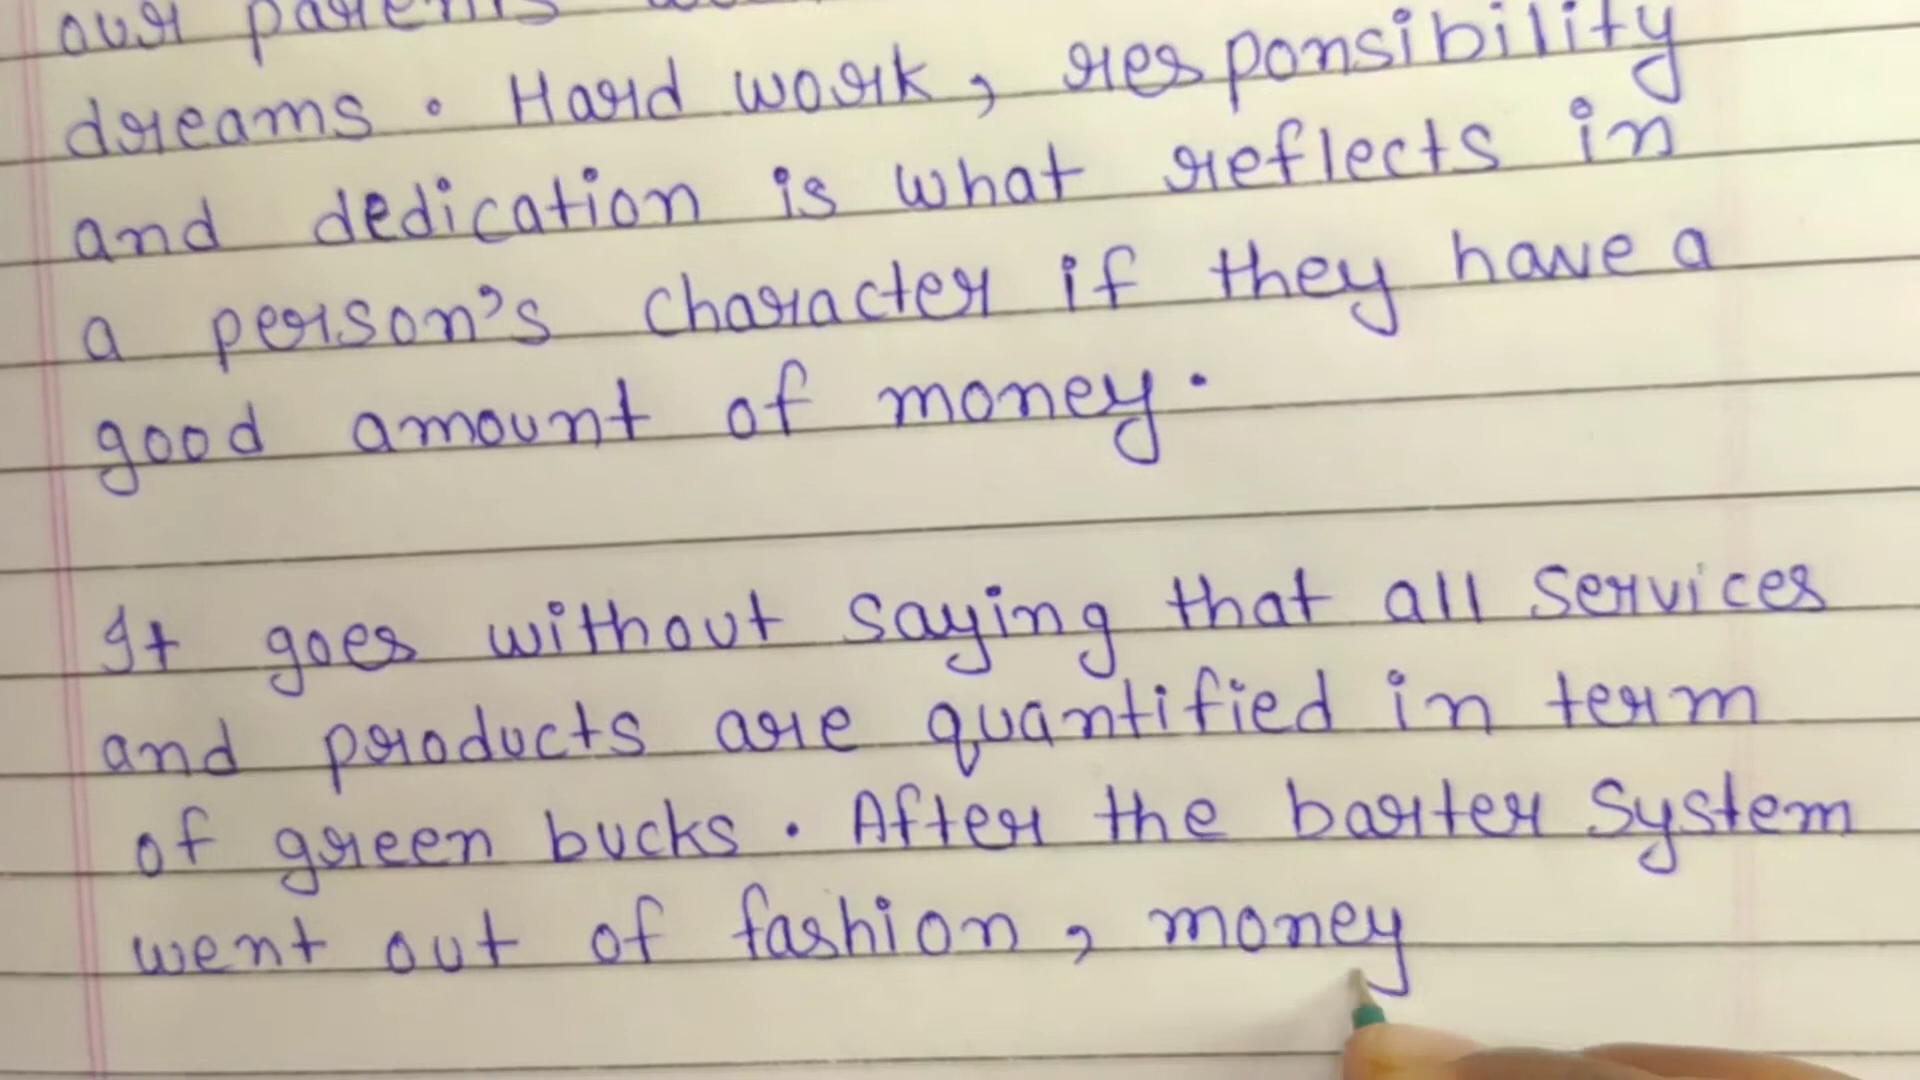 our parents
dreams. Hard work, responsibility
and dedication is what reflects in
a person's character if they have a
good amount of money.
It goes without saying that all services
and products are quantified in term
of green bucks. After the barter system
went out of fashion, money